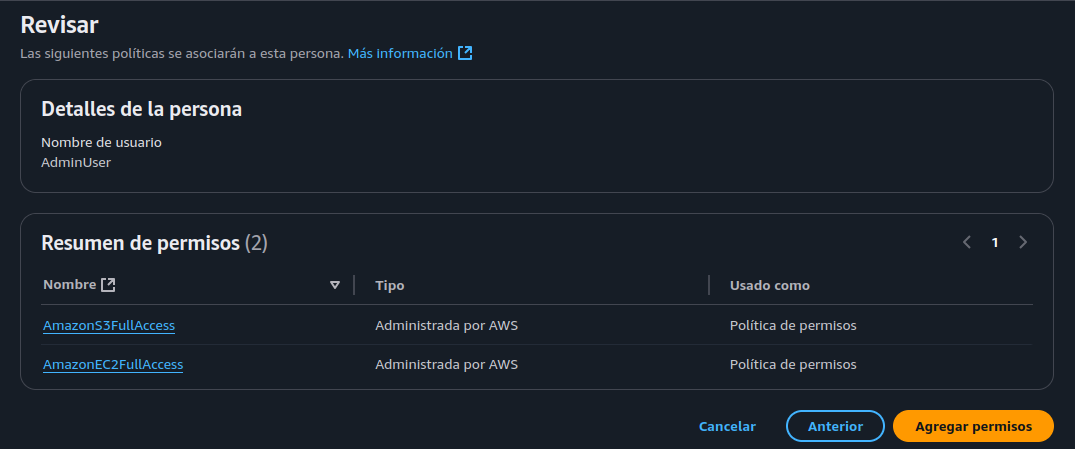 Revisar
Las siguientes políticas se asociarán a esta persona. Más información
Detalles de la persona
Nombre de usuario
AdminUser
Resumen de permisos (2)
1
Nombre Tipo Usado como
AmazonS3FullAccess Administrada por AWS Política de permisos
AmazonEC2FullAccess Administrada por AWS Política de permisos
Cancelar Anterior Agregar permisos